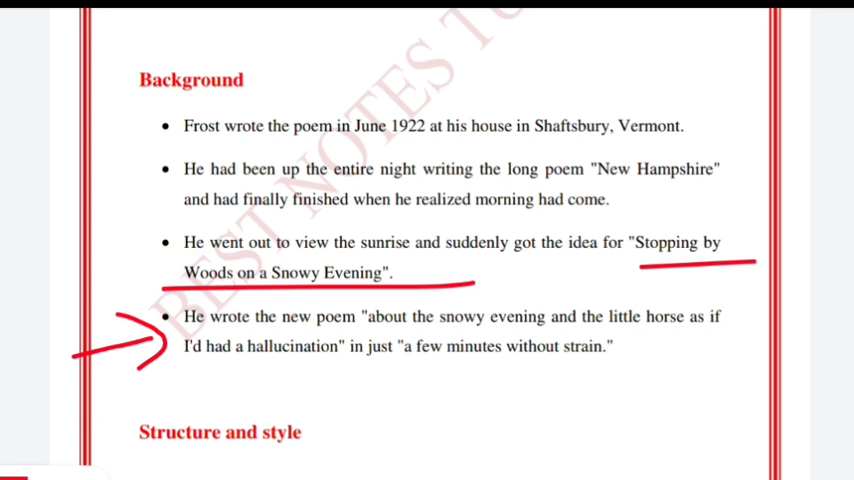 Background
• Frost wrote the poem in June 1922 at his house in Shaftsbury, Vermont.
• He had been up the entire night writing the long poem "New Hampshire"
and had finally finished when he realized morning had come.
• He went out to view the sunrise and suddenly got the idea for "Stopping by
Woods on a Snowy Evening".
• He wrote the new poem "about the snowy evening and the little horse as if
I'd had a hallucination" in just "a few minutes without strain."
Structure and style
BEST NOTES TO